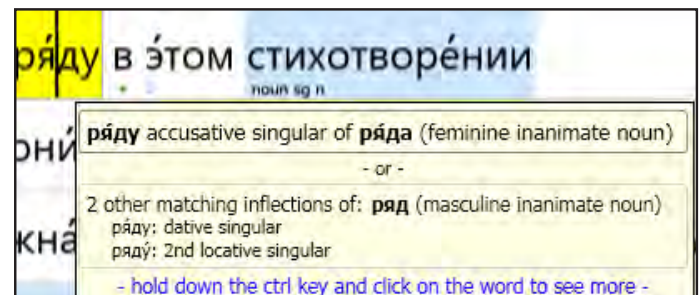 ря́ду в э́том стихотворе́нии
noun sg n
ря́ду accusative singular of ря́да (feminine inanimate noun)
- or -
2 other matching inflections of: ряд (masculine inanimate noun)
ря́ду: dative singular
ряду́: 2nd locative singular
- hold down the ctrl key and click on the word to see more -